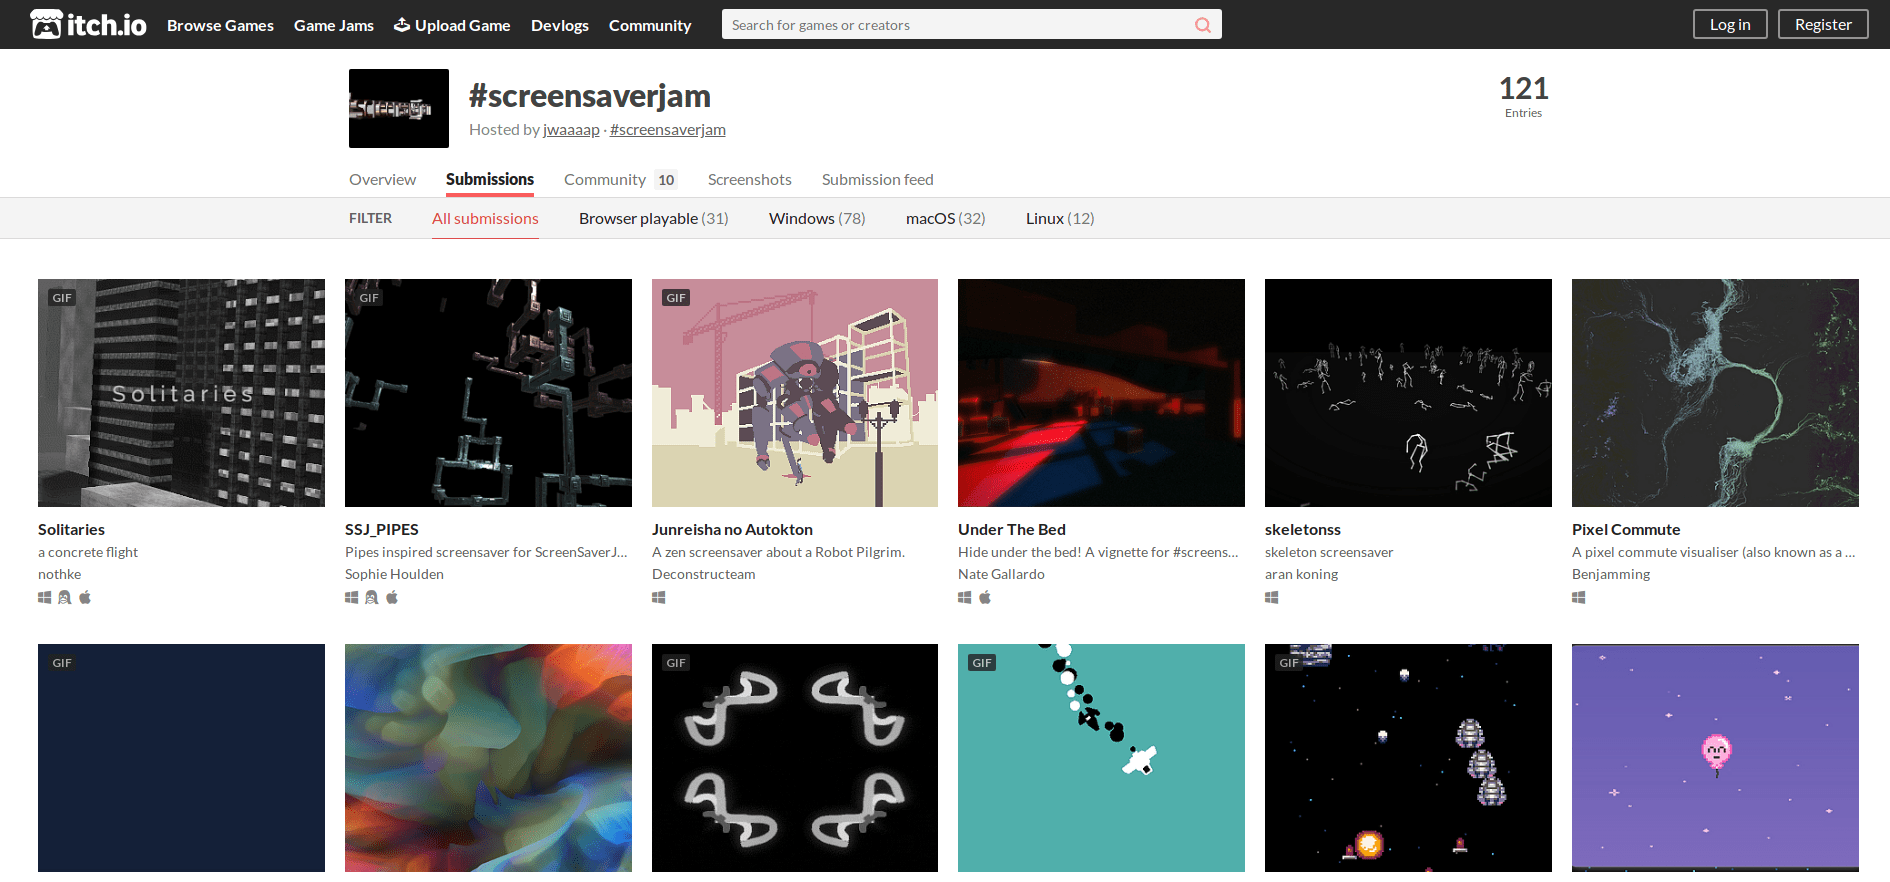 itch.io Browse Games Game Jams Upload Game Devlogs Community Search for games or creators Log in Register
#screensaverjam
Hosted by jwaaaap · #screensaverjam
121
Entries
Overview Submissions Community 10 Screenshots Submission feed
FILTER All submissions Browser playable (31) Windows (78) macOS (32) Linux (12)
GIF GIF GIF
Solitaries
Solitaries SSJ_PIPES Junreisha no Autokton Under The Bed skeletonss Pixel Commute
a concrete flight Pipes inspired screensaver for ScreenSaverJ... A zen screensaver about a Robot Pilgrim. Hide under the bed! A vignette for #screens... skeleton screensaver A pixel commute visualiser (also known as a ...
nothke Sophie Houlden Deconstructeam Nate Gallardo aran koning Benjamming
GIF GIF GIF GIF